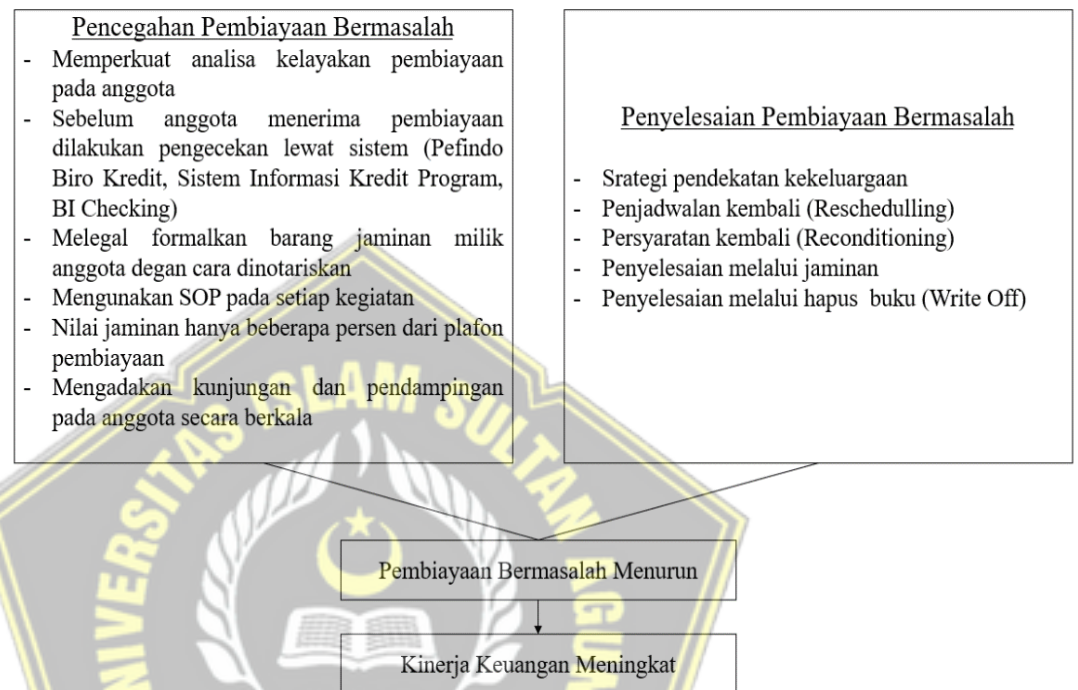 Pencegahan Pembiayaan Bermasalah
- Memperkuat analisa kelayakan pembiayaan
pada anggota
- Sebelum anggota menerima pembiayaan
dilakukan pengecekan lewat sistem (Pefindo
Biro Kredit, Sistem Informasi Kredit Program,
BI Checking)
- Melegal formalkan barang jaminan milik
anggota degan cara dinotariskan
- Mengunakan SOP pada setiap kegiatan
- Nilai jaminan hanya beberapa persen dari plafon
pembiayaan
- Mengadakan kunjungan dan pendampingan
pada anggota secara berkala
Penyelesaian Pembiayaan Bermasalah
- Srategi pendekatan kekeluargaan
- Penjadwalan kembali (Reschedulling)
- Persyaratan kembali (Reconditioning)
- Penyelesaian melalui jaminan
- Penyelesaian melalui hapus buku (Write Off)
Pembiayaan Bermasalah Menurun
Kinerja Keuangan Meningkat
ISLAM SULTAN